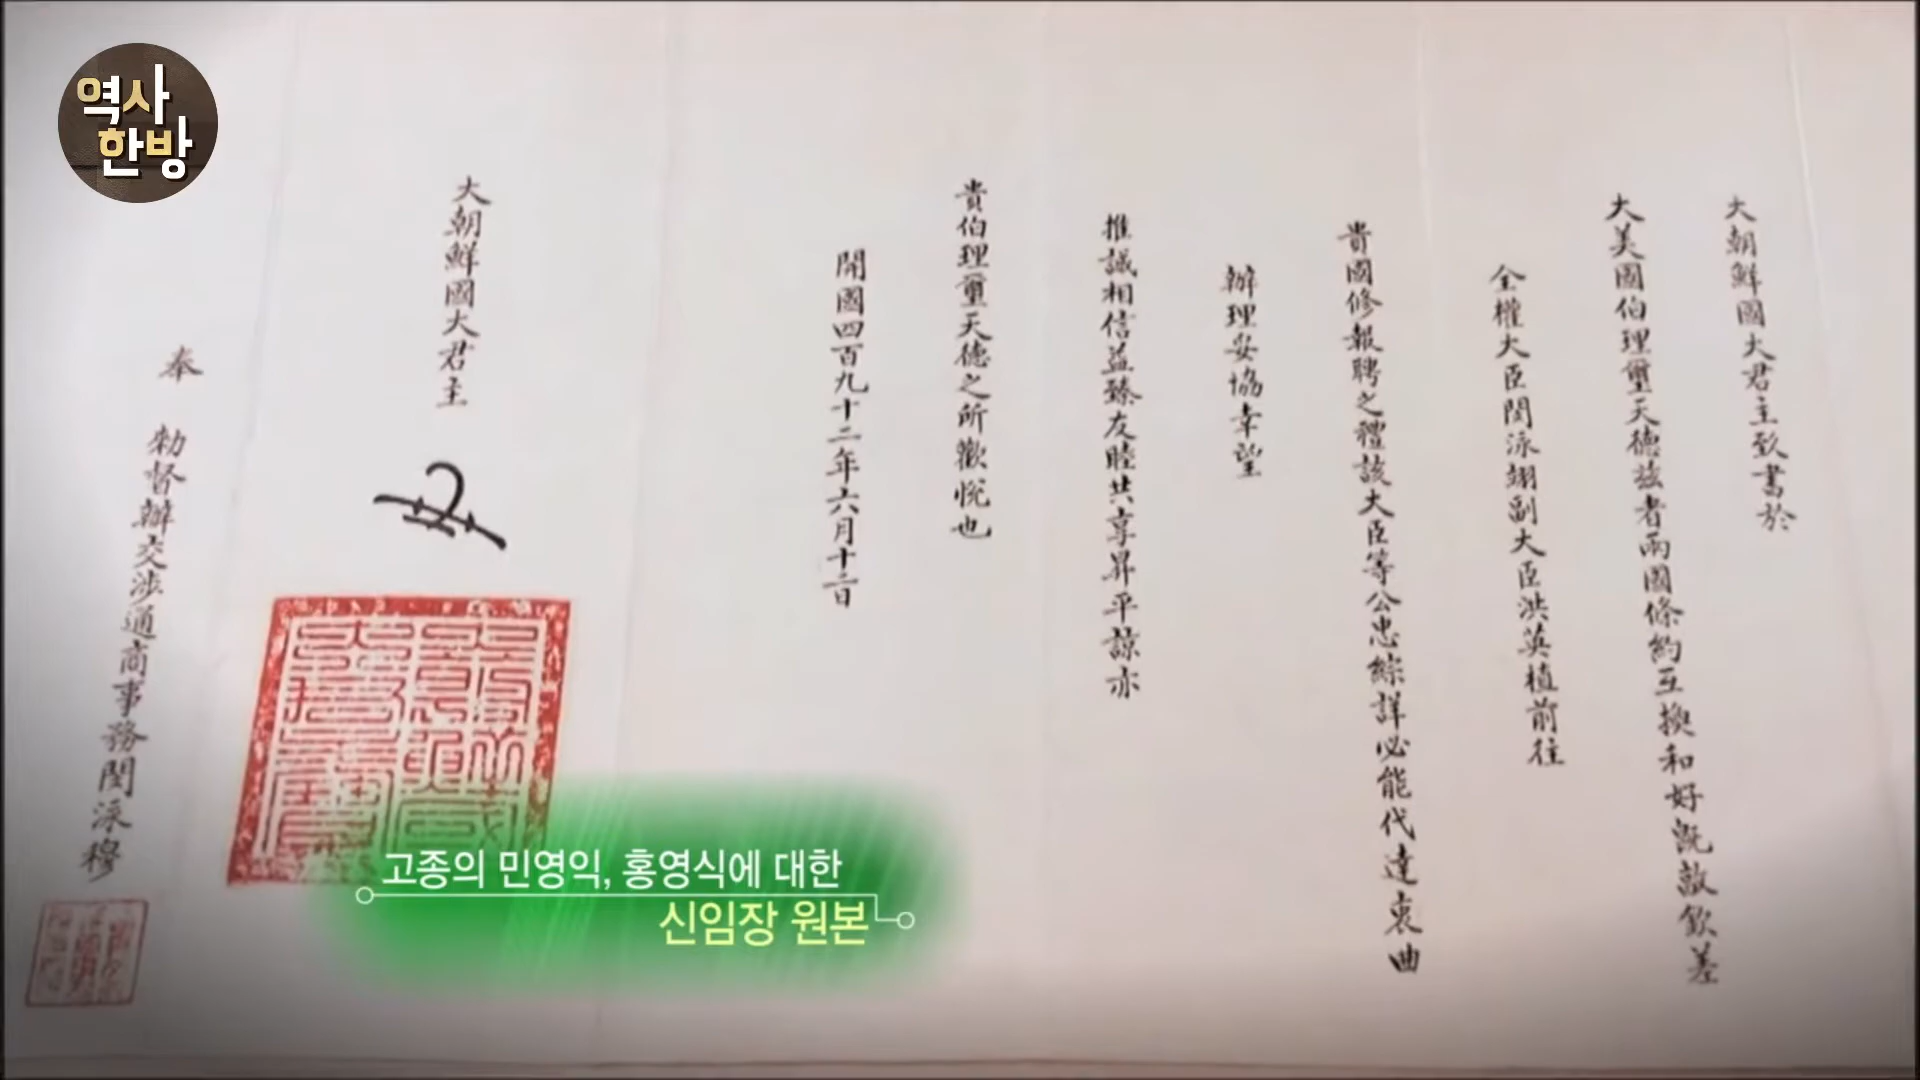 역사
한방
大朝鮮國大君主致書於
大美國伯理璽天德玆者兩國條約互換和好旣敦欽差
全權大臣閔泳翊副大臣洪英植前往
貴國修報聘之禮該大臣等公忠綜詳必能代達衷曲
辦理妥協幸望
推誠相信益臻友睦共享昇平諒亦
貴伯理璽天德之所歡悅也
開國四百九十二年六月十二日
大朝鮮國大君主
奉 勅督辦交涉通商事務閔泳穆
고종의 민영익, 홍영식에 대한
신임장 원본